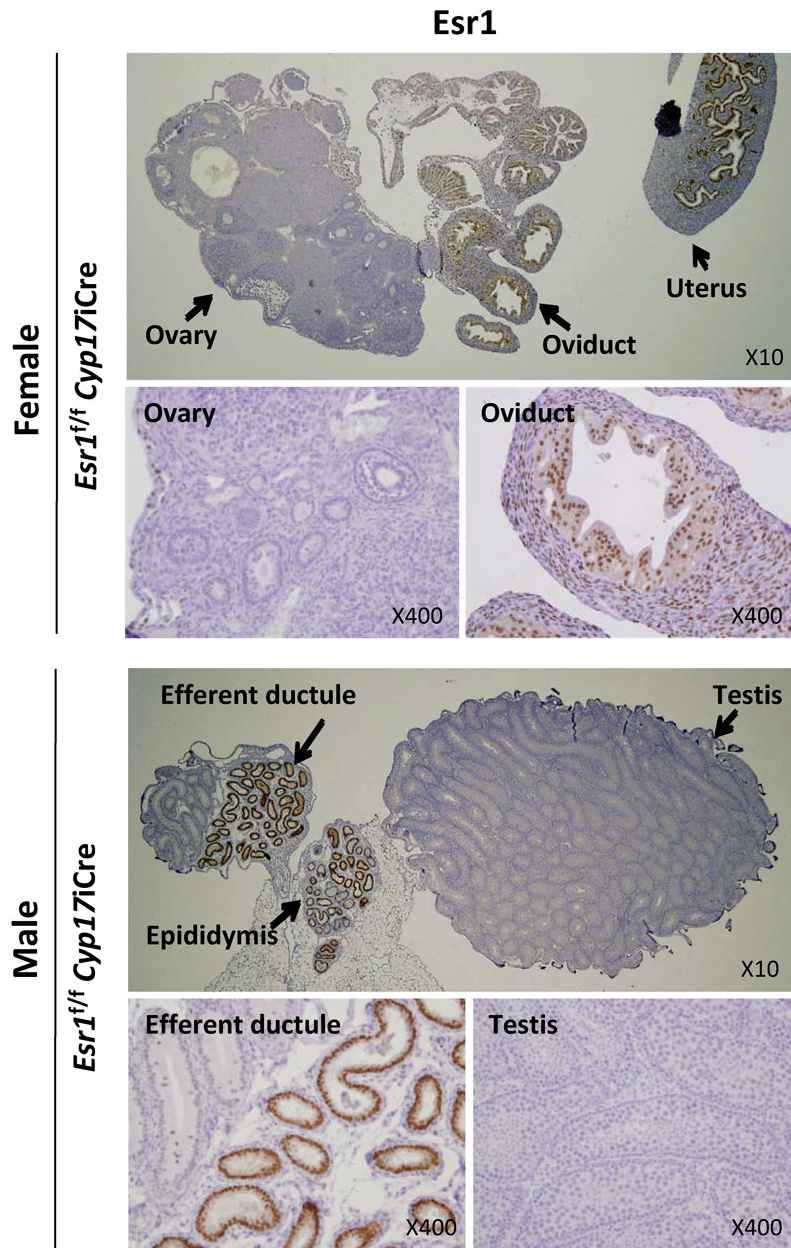 Esr1
Female
Esr1f/f Cyp17iCre
Ovary
Oviduct
Uterus
X10
Ovary
X400
Oviduct
X400
Male
Esr1f/f Cyp17iCre
Efferent ductule
Testis
Epididymis
X10
Efferent ductule
X400
Testis
X400